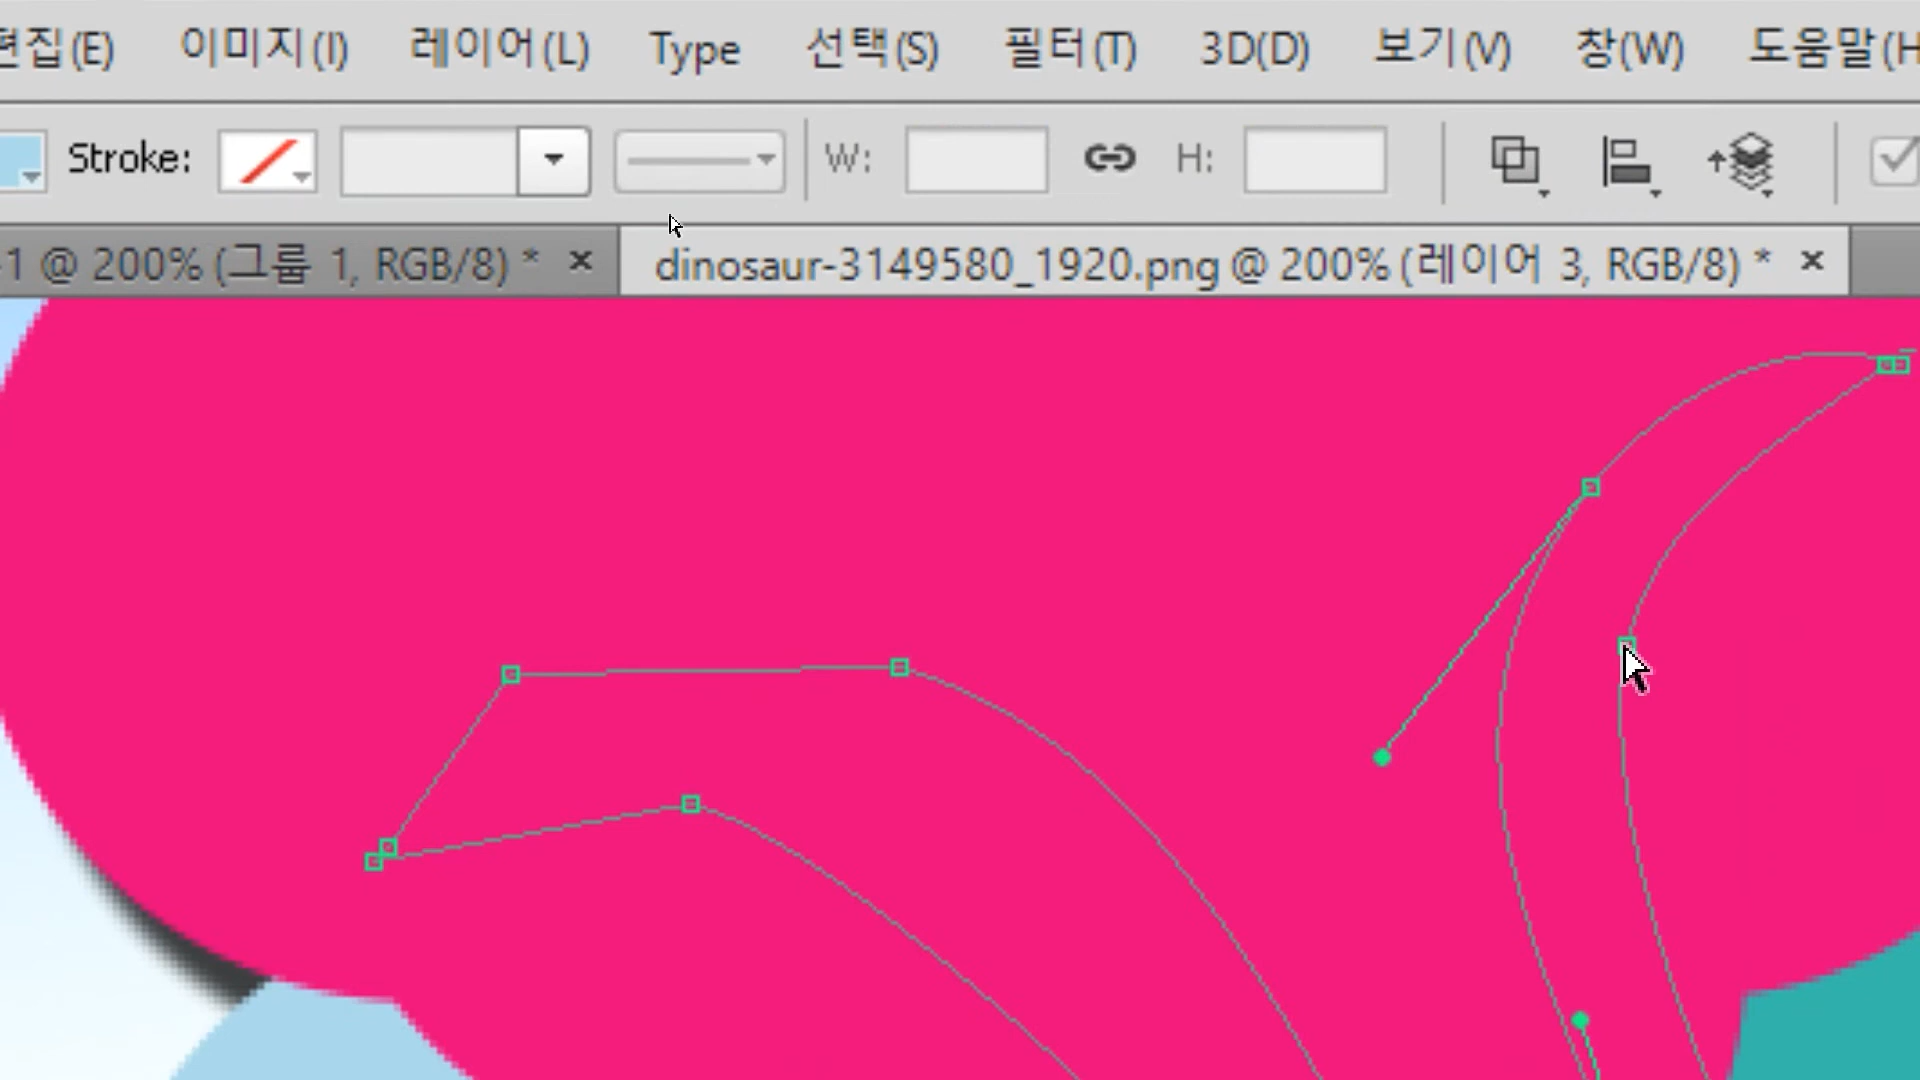 편집(E) 이미지(I) 레이어(L) Type 선택(S) 필터(T) 3D(D) 보기(V) 창(W) 도움말(H
Stroke: W: H:
-1 @ 200% (그룹 1, RGB/8) * × dinosaur-3149580_1920.png @ 200% (레이어 3, RGB/8) * ×